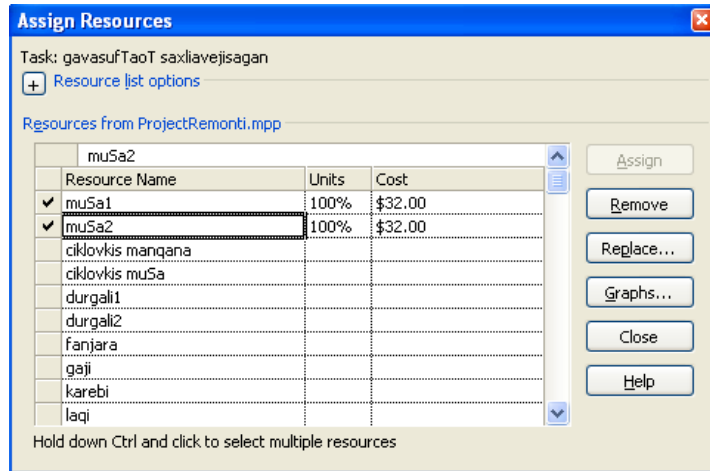 Assign Resources
Task: gavasufTaoT saxliavejisagan
+ Resource list options
Resources from ProjectRemonti.mpp
muSa2
Assign
Resource Name Units Cost
muSa1 100% $32.00
Remove
muSa2 100% $32.00
ciklovkis manqana
Replace...
ciklovkis muSa
durgali1
Graphs...
durgali2
fanjara
Close
gaji
Help
karebi
laqi
Hold down Ctrl and click to select multiple resources